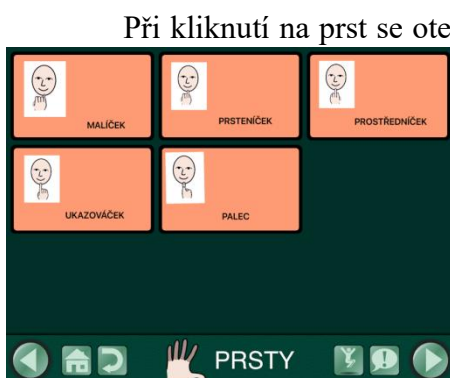 Při kliknutí na prst se ote
MALÍČEK
PRSTENÍČEK
PROSTŘEDNÍČEK
UKAZOVÁČEK
PALEC
PRSTY